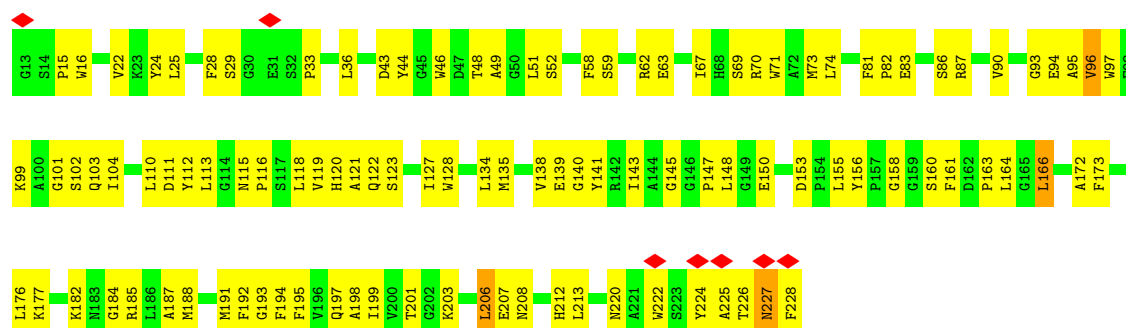 G13 S14 P15 W16 V22 K23 Y24 L25 F28 S29 G30 E31 S32 P33 L36 D43 Y44 G45 W46 D47 T48 A49 G50 L51 S52 F58 S59 R62 E63 I67 H68 S69 R70 W71 A72 M73 L74 F81 P82 E83 S86 R87 V90 G93 E94 A95 V96 W97
K99 A100 G101 S102 Q103 I104 L110 D111 Y112 L113 G114 N115 P116 S117 L118 V119 H120 A121 Q122 S123 I127 W128 L134 M135 V138 E139 G140 Y141 R142 I143 A144 G145 G146 P147 L148 G149 E150 D153 P154 L155 Y156 P157 G158 G159 S160 F161 D162 P163 L164 G165 L166 A172 F173
L176 K177 K182 N183 G184 R185 L186 A187 M188 M191 F192 G193 F194 F195 V196 Q197 A198 I199 V200 T201 G202 K203 L206 E207 N208 H212 L213 N220 A221 W222 S223 Y224 A225 T226 N227 F228